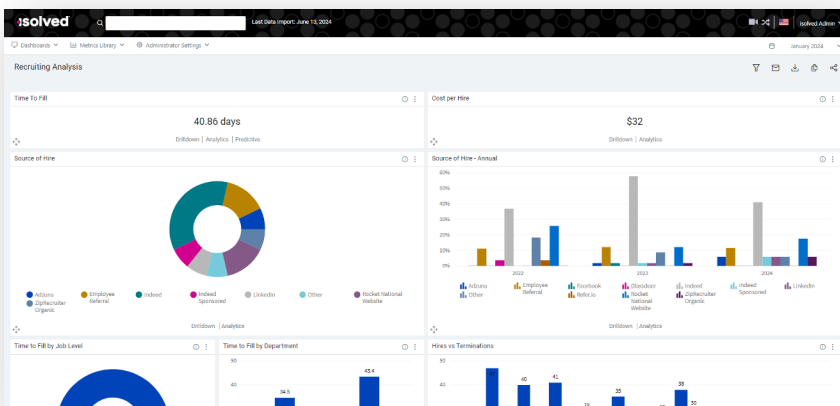 isolved
Last Data Import: June 13, 2024
isolved Admin
Dashboards
Metrics Library
Administrator Settings
January 2024
Recruiting Analysis
Time To Fill
40.86 days
Drilldown | Analytics | Predictive
Cost per Hire
$32
Drilldown | Analytics
Source of Hire
Adzuna
Employee Referral
Indeed
Indeed Sponsored
LinkedIn
Other
Rocket National Website
ZipRecruiter Organic
Drilldown | Analytics
Source of Hire - Annual
60%
50%
40%
30%
20%
10%
0%
2022
2023
2024
Adzuna
Employee Referral
Facebook
Glassdoor
Indeed
Indeed Sponsored
LinkedIn
Other
Refer.io
Rocket National Website
ZipRecruiter Organic
Drilldown | Analytics
Time to Fill by Job Level
Time to Fill by Department
50
40
34.6
43.4
Hires vs Terminations
50
40
40
41
35
38
30